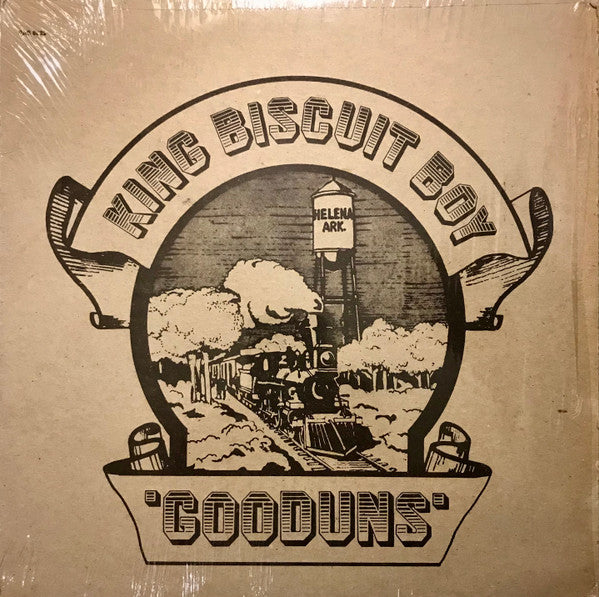 KING BISCUIT BOY
HELENA
ARK.
"GOODUNS"